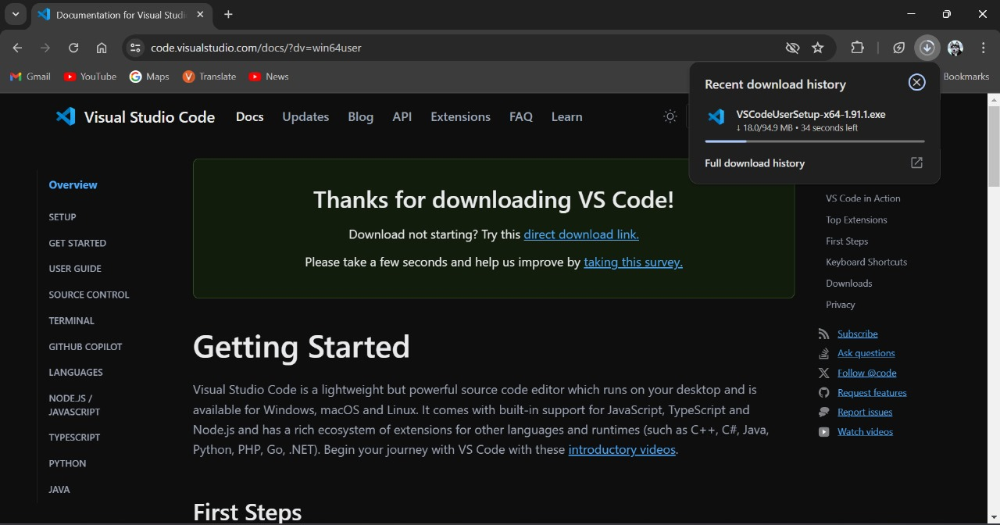 Documentation for Visual Studi
code.visualstudio.com/docs/?dv=win64user
Gmail YouTube Maps Translate News Bookmarks
Recent download history
VSCodeUserSetup-x64-1.91.1.exe
↓ 18.0/94.9 MB • 34 seconds left
Full download history
Visual Studio Code Docs Updates Blog API Extensions FAQ Learn
Overview
SETUP
GET STARTED
USER GUIDE
SOURCE CONTROL
TERMINAL
GITHUB COPILOT
LANGUAGES
NODE.JS /
JAVASCRIPT
TYPESCRIPT
PYTHON
JAVA
Thanks for downloading VS Code!
Download not starting? Try this direct download link.
Please take a few seconds and help us improve by taking this survey.
Getting Started
Visual Studio Code is a lightweight but powerful source code editor which runs on your desktop and is
available for Windows, macOS and Linux. It comes with built-in support for JavaScript, TypeScript and
Node.js and has a rich ecosystem of extensions for other languages and runtimes (such as C++, C#, Java,
Python, PHP, Go, .NET). Begin your journey with VS Code with these introductory videos.
First Steps
VS Code in Action
Top Extensions
First Steps
Keyboard Shortcuts
Downloads
Privacy
Subscribe
Ask questions
Follow @code
Request features
Report issues
Watch videos